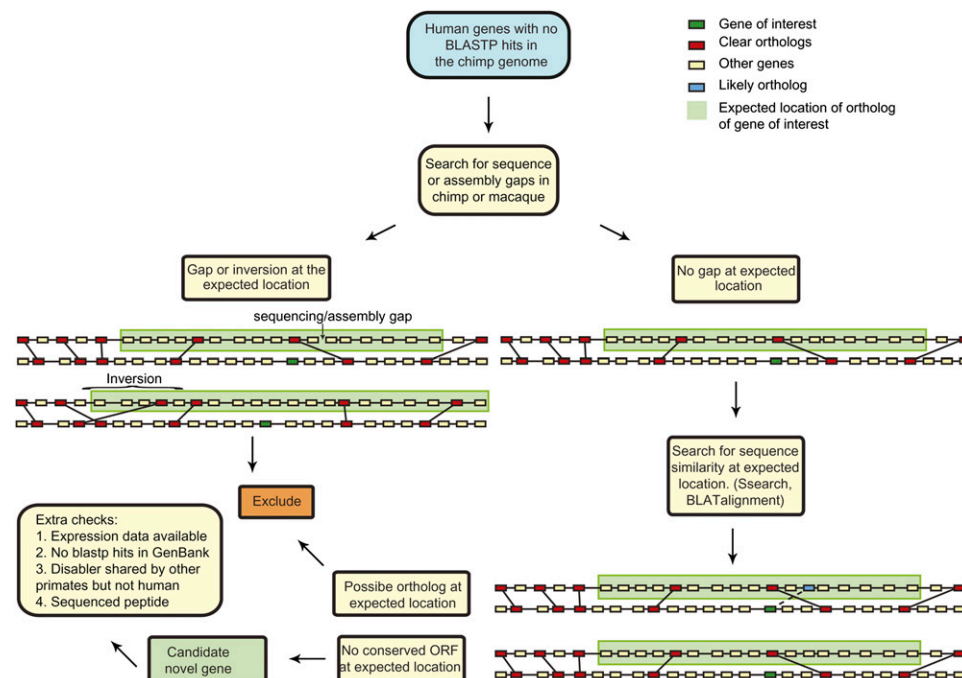 Human genes with no
BLASTP hits in
the chimp genome
Gene of interest
Clear orthologs
Other genes
Likely ortholog
Expected location of ortholog
of gene of interest
Search for sequence
or assembly gaps in
chimp or macaque
Gap or inversion at the
expected location
No gap at expected
location
sequencing/assembly gap
Inversion
Search for sequence
similarity at expected
location. (Ssearch,
BLATalignment)
Exclude
Extra checks:
1. Expression data available
2. No blastp hits in GenBank
3. Disabler shared by other
primates but not human
4. Sequenced peptide
Possibe ortholog at
expected location
Candidate
novel gene
No conserved ORF
at expected location